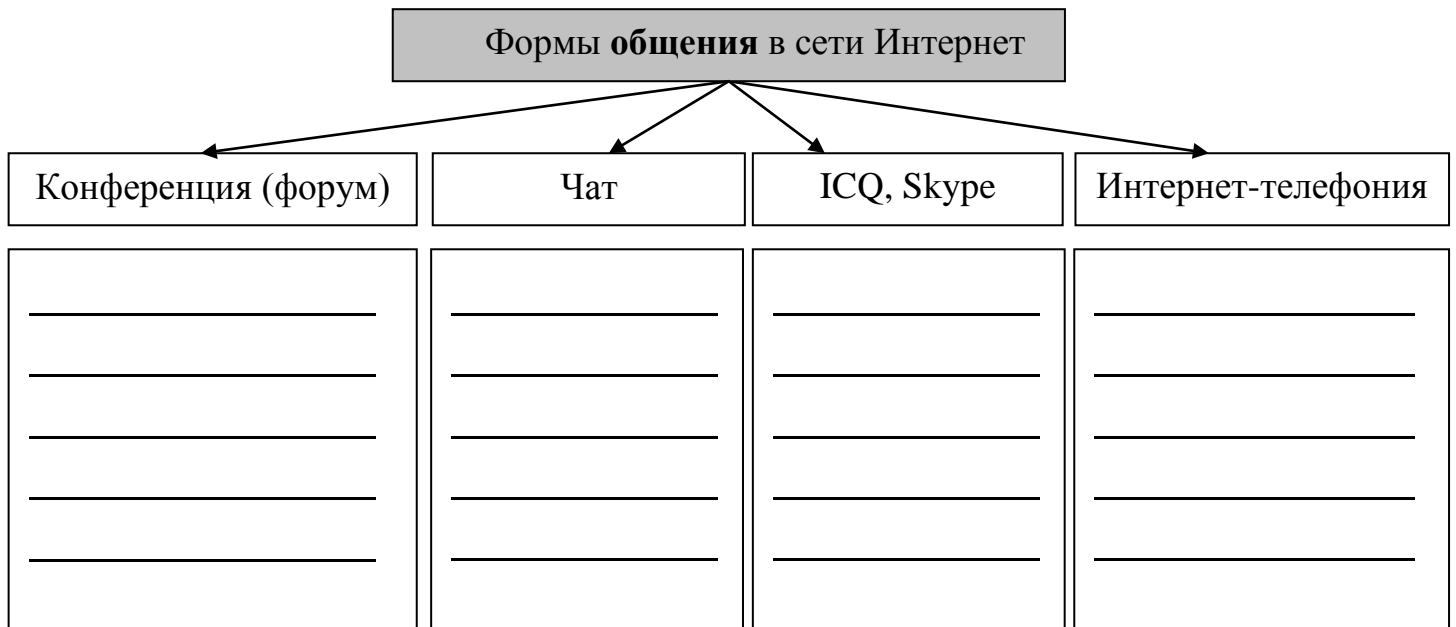 Формы общения в сети Интернет
Конференция (форум)
Чат
ICQ, Skype
Интернет-телефония